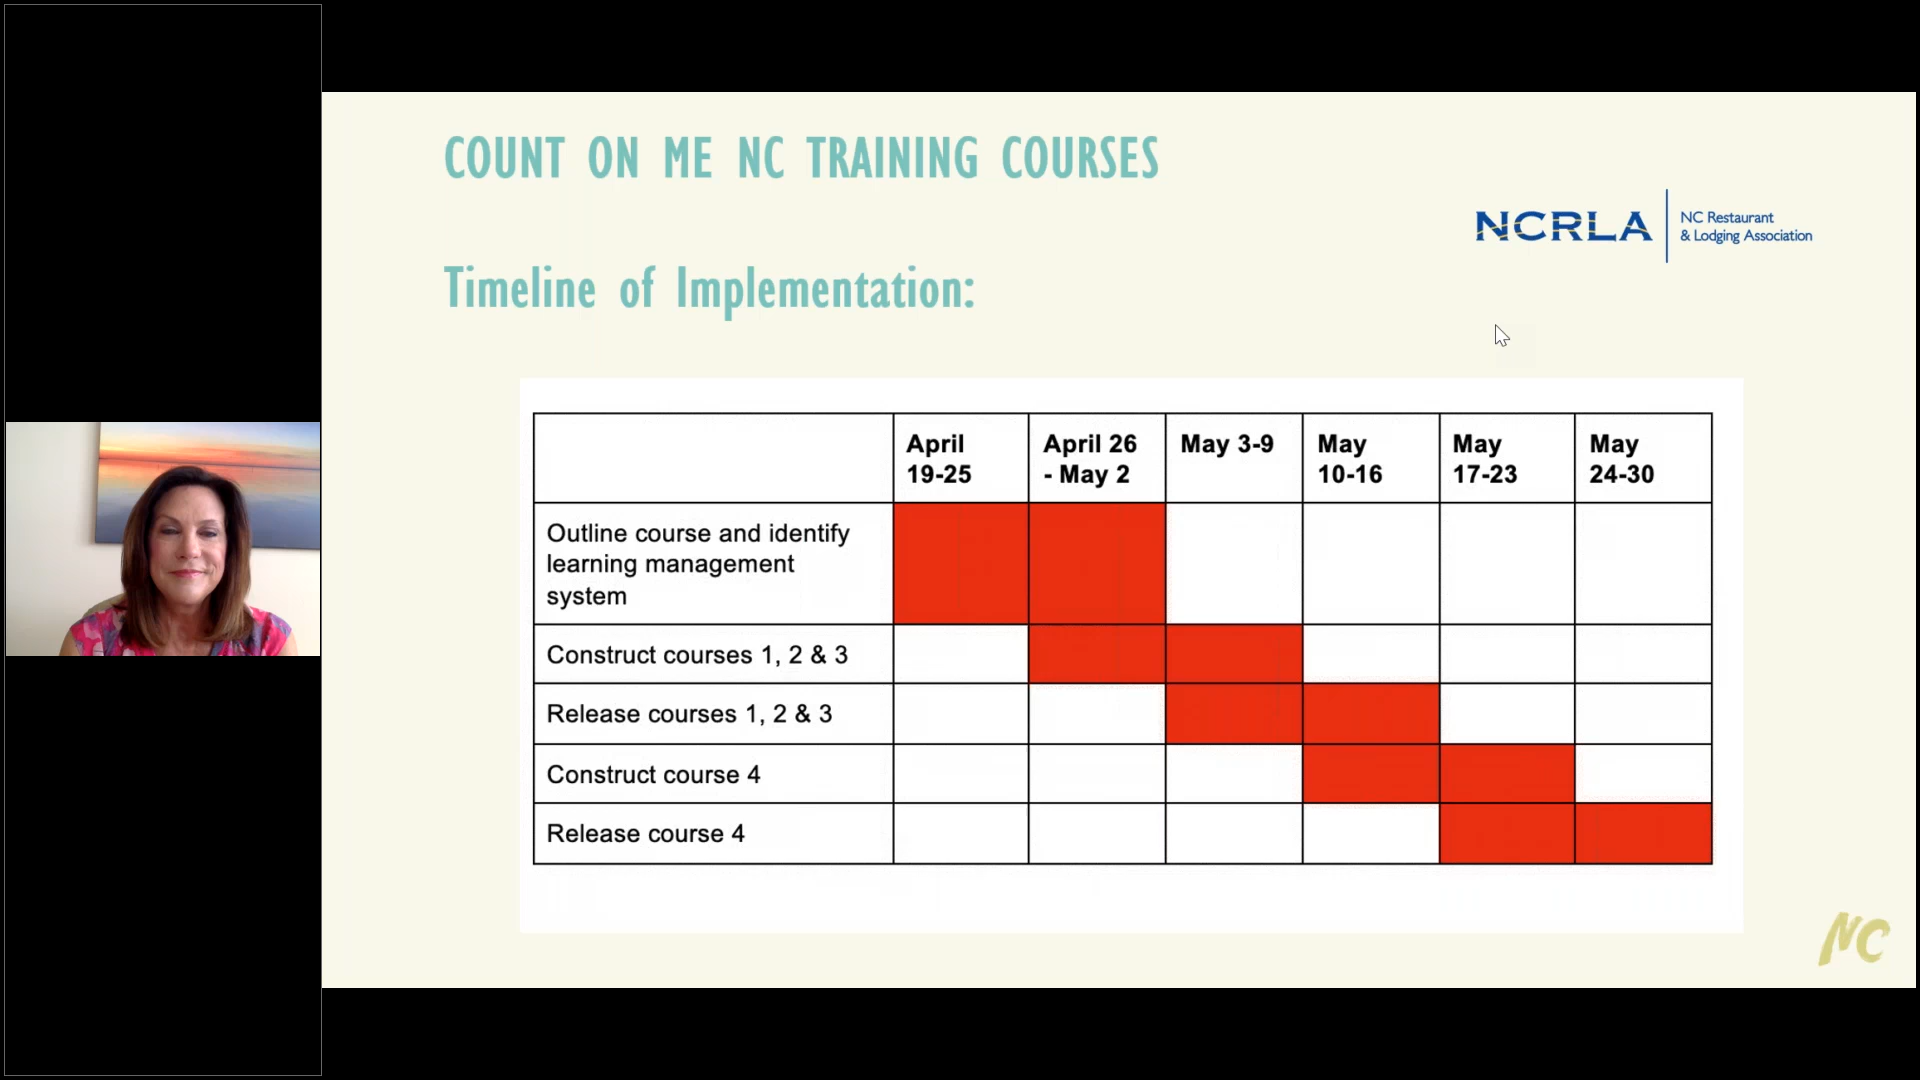 COUNT ON ME NC TRAINING COURSES
NCRLA
NC Restaurant
& Lodging Association
Timeline of Implementation:
April
19-25
April 26
- May 2
May 3-9
May
10-16
May
17-23
May
24-30
Outline course and identify
learning management
system
Construct courses 1, 2 & 3
Release courses 1, 2 & 3
Construct course 4
Release course 4
NC